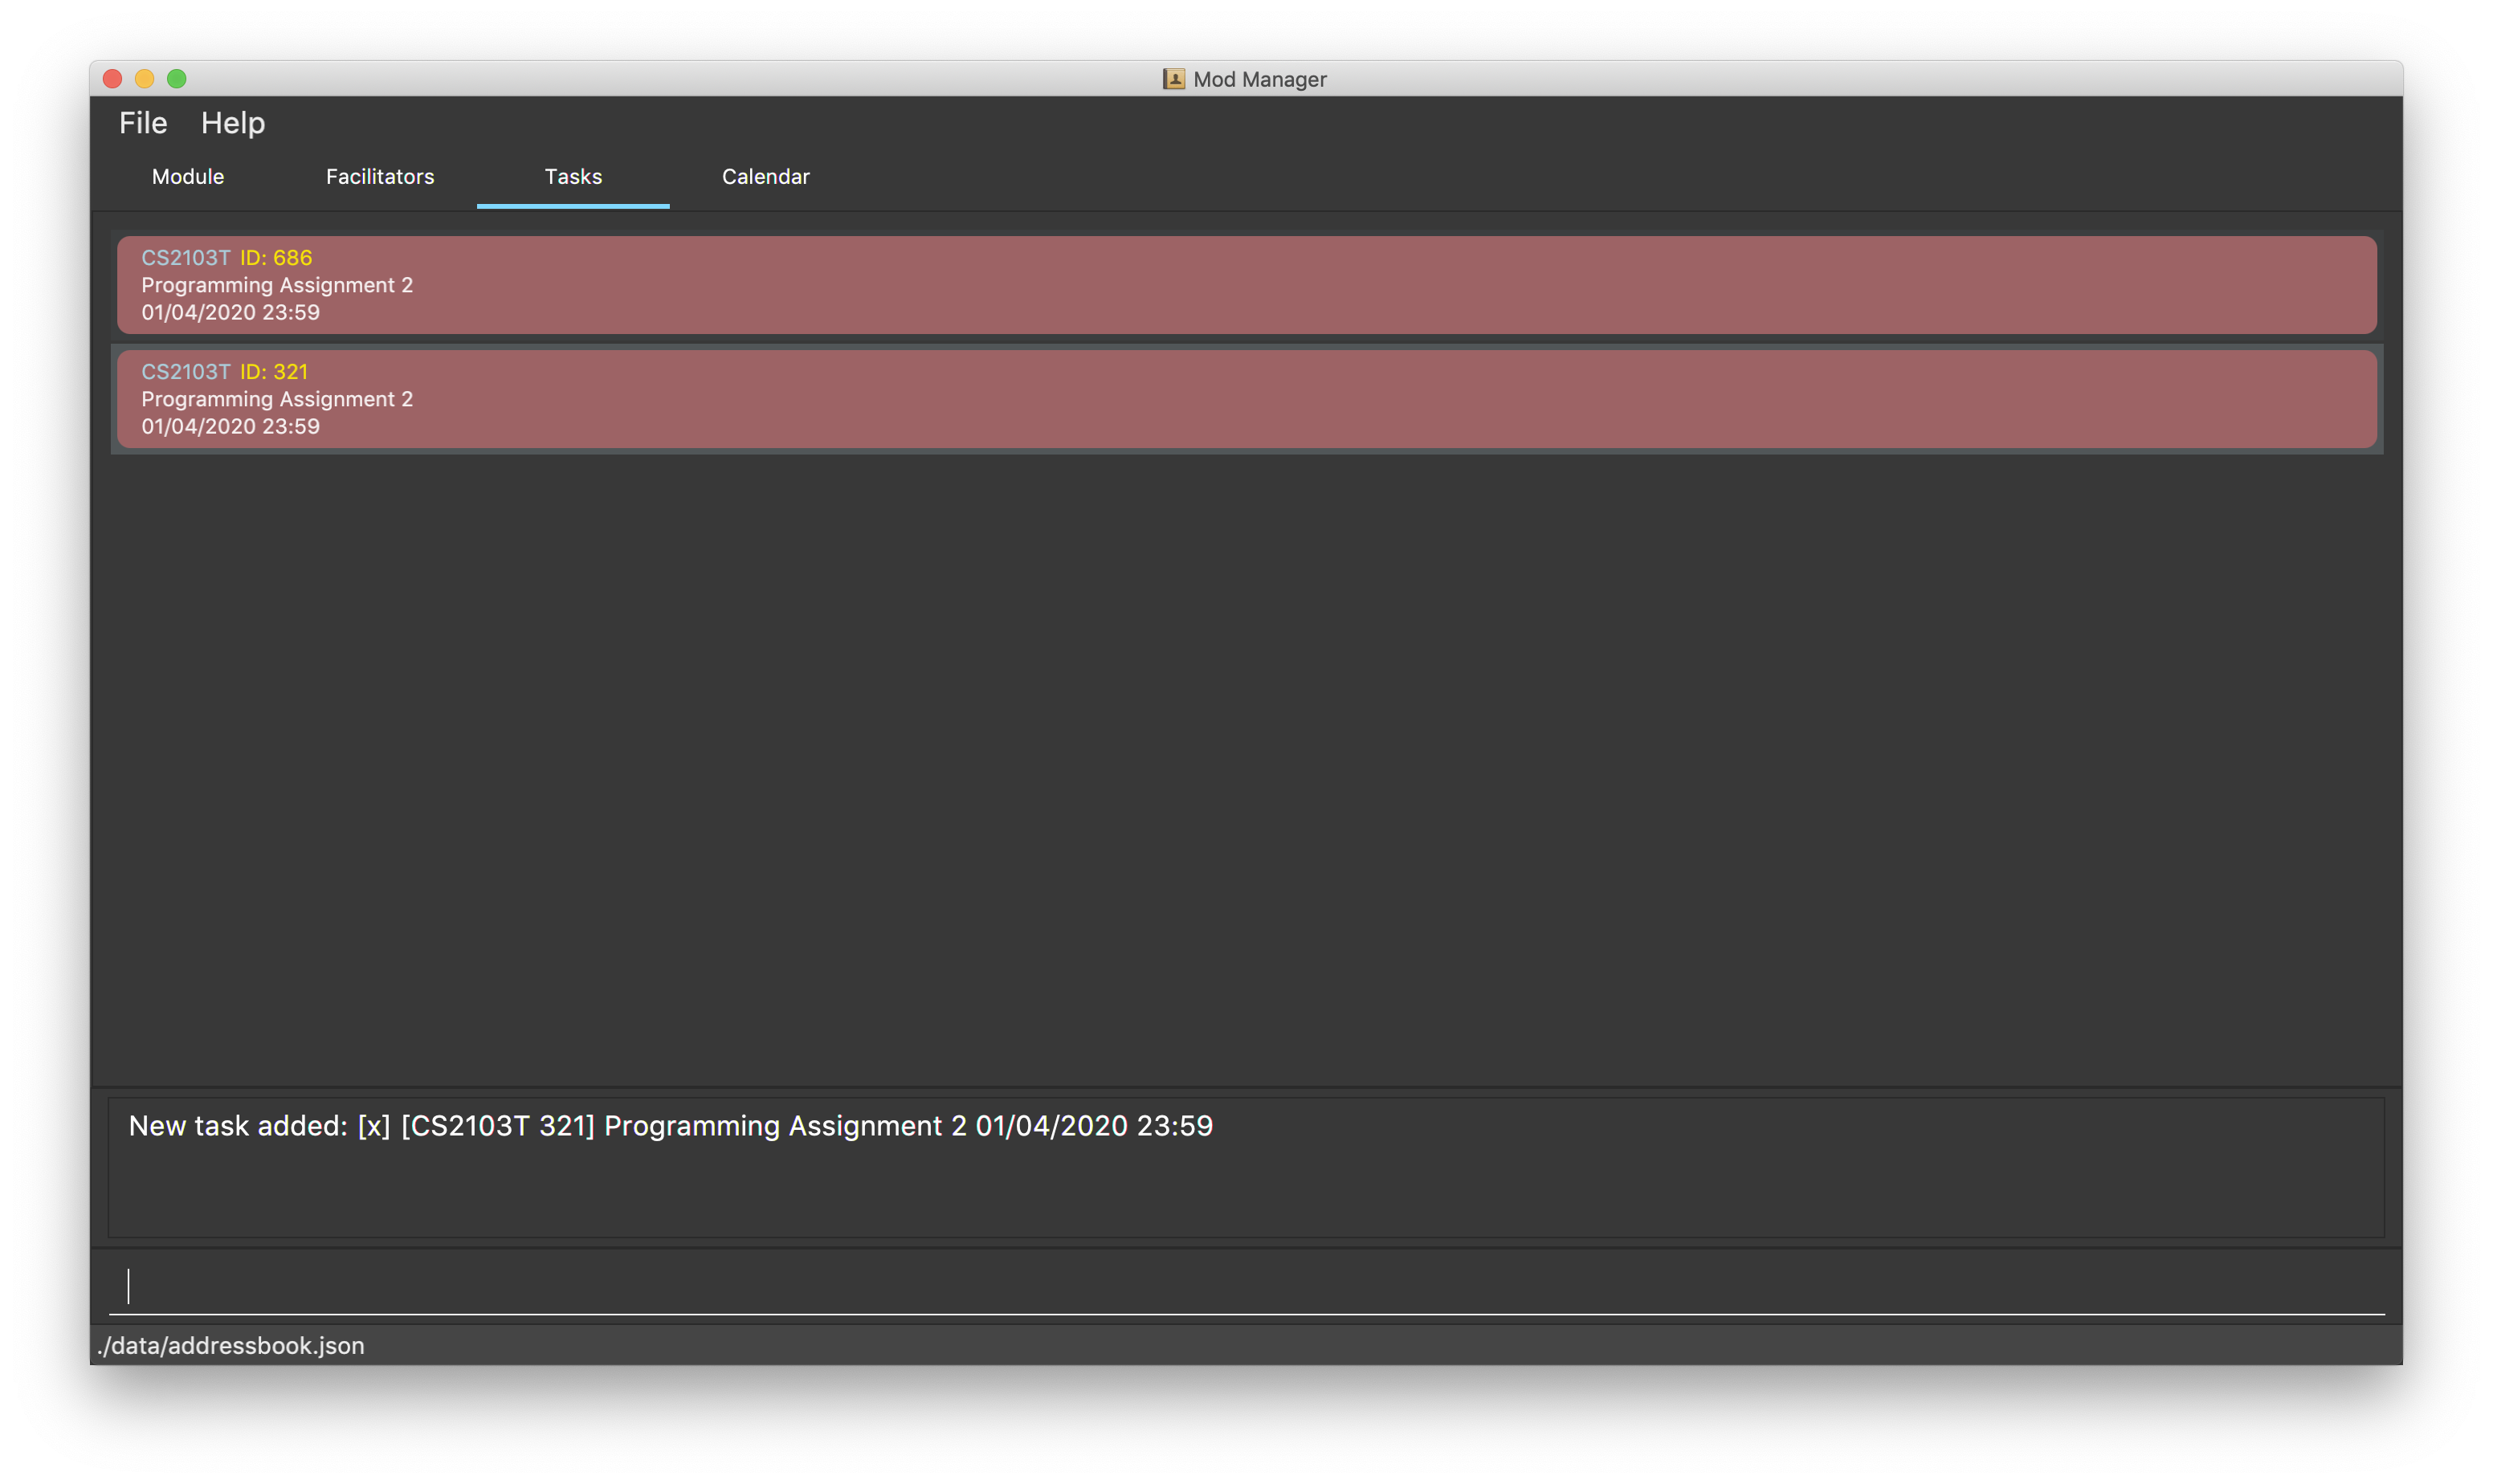 Mod Manager
File Help
Module Facilitators Tasks Calendar
CS2103T ID: 686
Programming Assignment 2
01/04/2020 23:59
CS2103T ID: 321
Programming Assignment 2
01/04/2020 23:59
New task added: [x] [CS2103T 321] Programming Assignment 2 01/04/2020 23:59
./data/addressbook.json